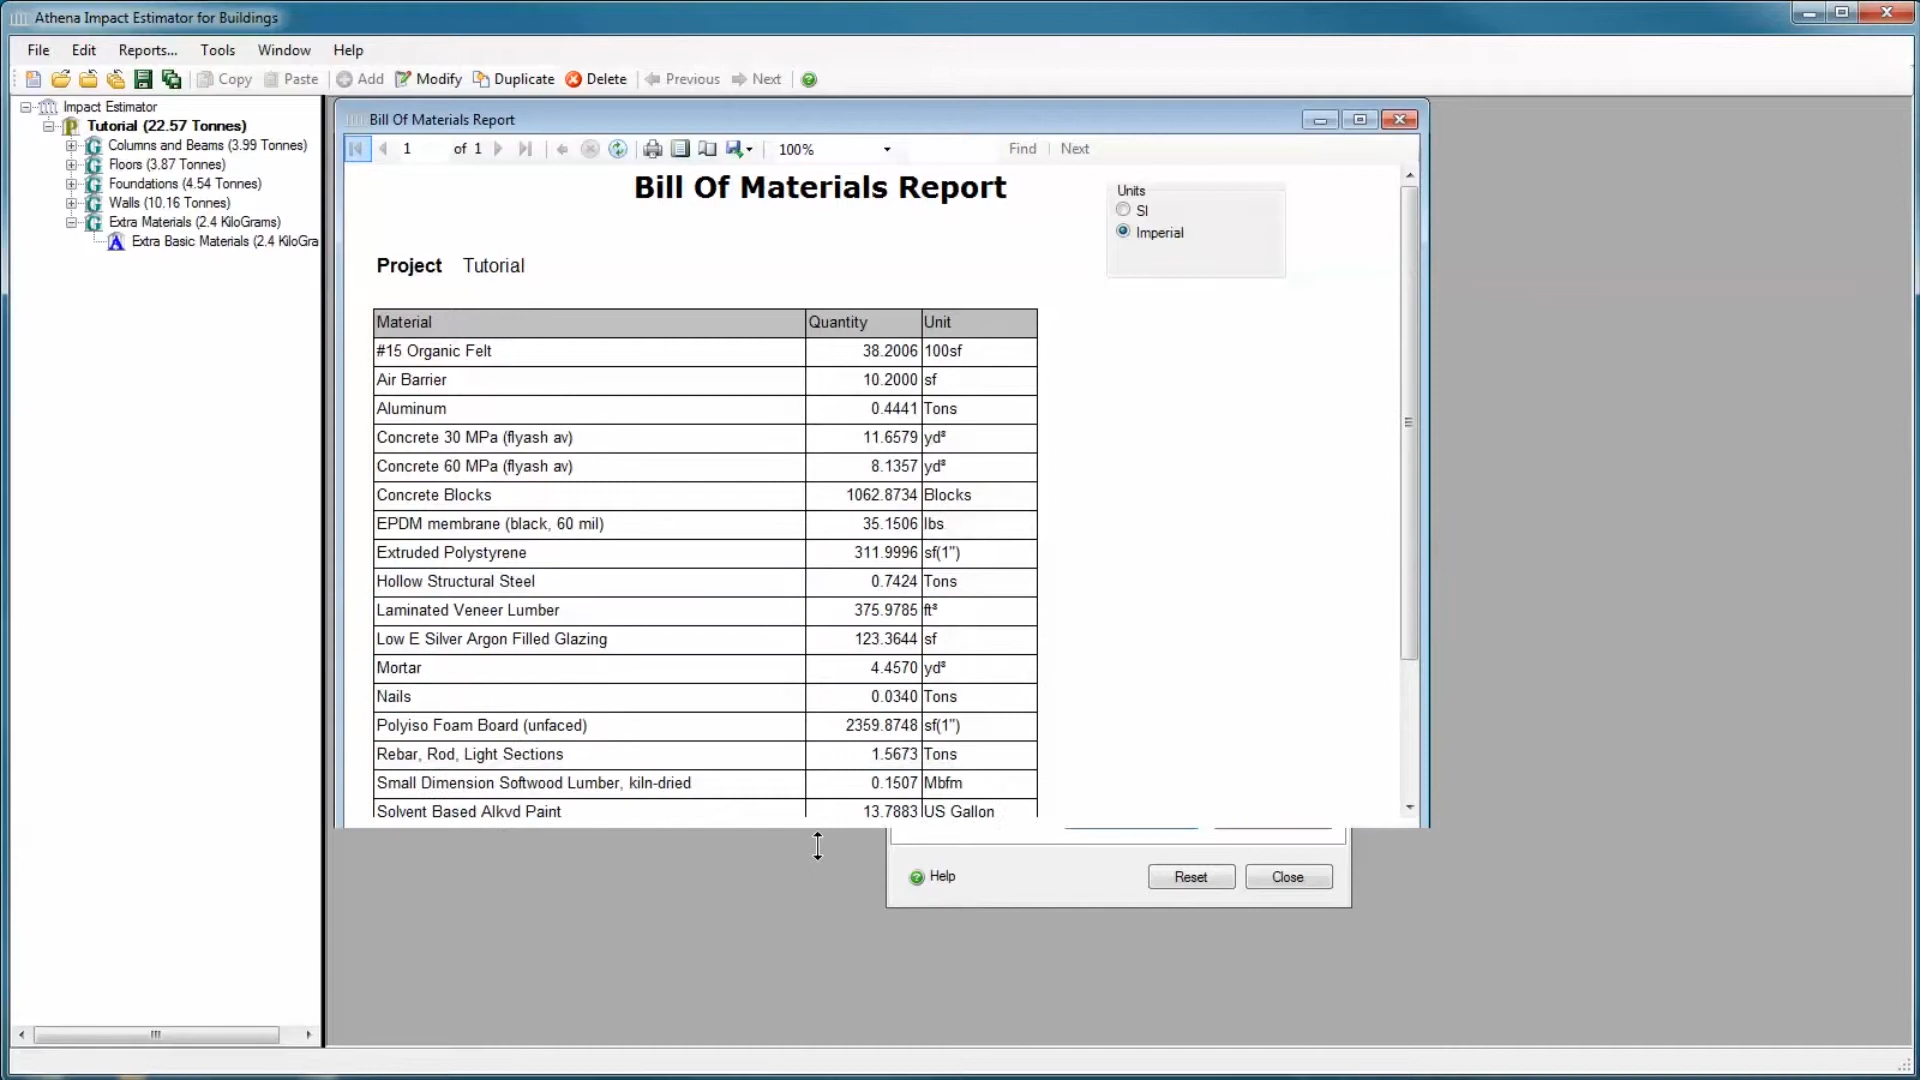 Athena Impact Estimator for Buildings
File Edit Reports... Tools Window Help
Copy Paste Add Modify Duplicate Delete Previous Next
Impact Estimator
Tutorial (22.57 Tonnes)
Columns and Beams (3.99 Tonnes)
Floors (3.87 Tonnes)
Foundations (4.54 Tonnes)
Walls (10.16 Tonnes)
Extra Materials (2.4 KiloGrams)
Extra Basic Materials (2.4 KiloGra
Bill Of Materials Report
1 of 1 100% Find Next
Bill Of Materials Report
Units
SI
Imperial
Project Tutorial
Material Quantity Unit
#15 Organic Felt 38.2006 100sf
Air Barrier 10.2000 sf
Aluminum 0.4441 Tons
Concrete 30 MPa (flyash av) 11.6579 yd³
Concrete 60 MPa (flyash av) 8.1357 yd³
Concrete Blocks 1062.8734 Blocks
EPDM membrane (black, 60 mil) 35.1506 lbs
Extruded Polystyrene 311.9996 sf(1")
Hollow Structural Steel 0.7424 Tons
Laminated Veneer Lumber 375.9785 ft³
Low E Silver Argon Filled Glazing 123.3644 sf
Mortar 4.4570 yd³
Nails 0.0340 Tons
Polyiso Foam Board (unfaced) 2359.8748 sf(1")
Rebar, Rod, Light Sections 1.5673 Tons
Small Dimension Softwood Lumber, kiln-dried 0.1507 Mbfm
Solvent Based Alkyd Paint 13.7883 US Gallon
Help Reset Close